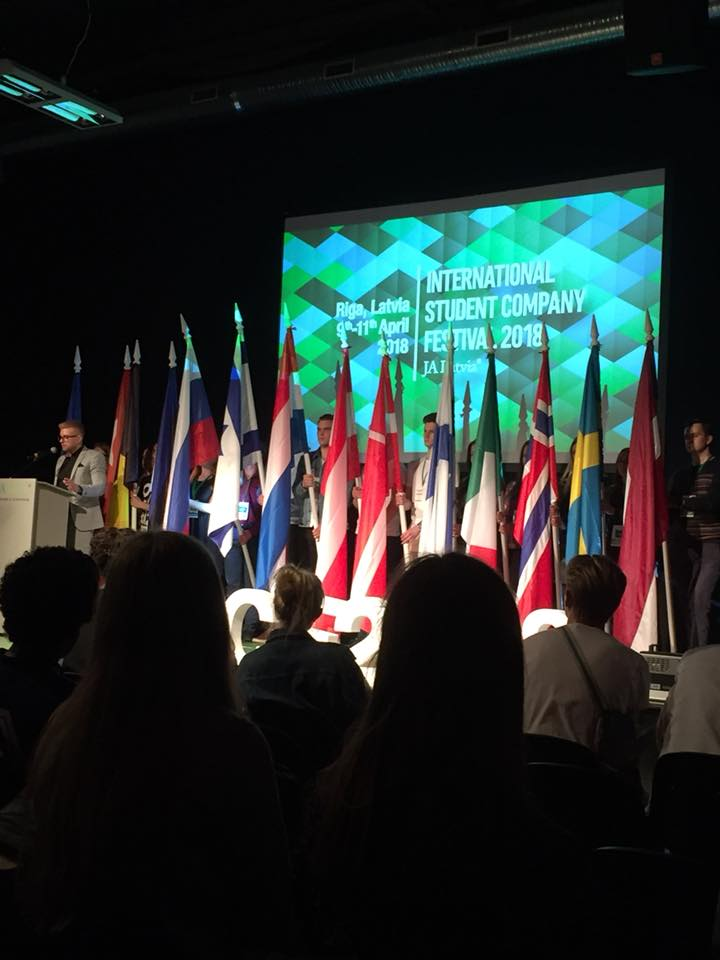 Riga, Latvia
9th-11th April
2018
INTERNATIONAL
STUDENT COMPANY
FESTIVAL 2018
JA Latvia®